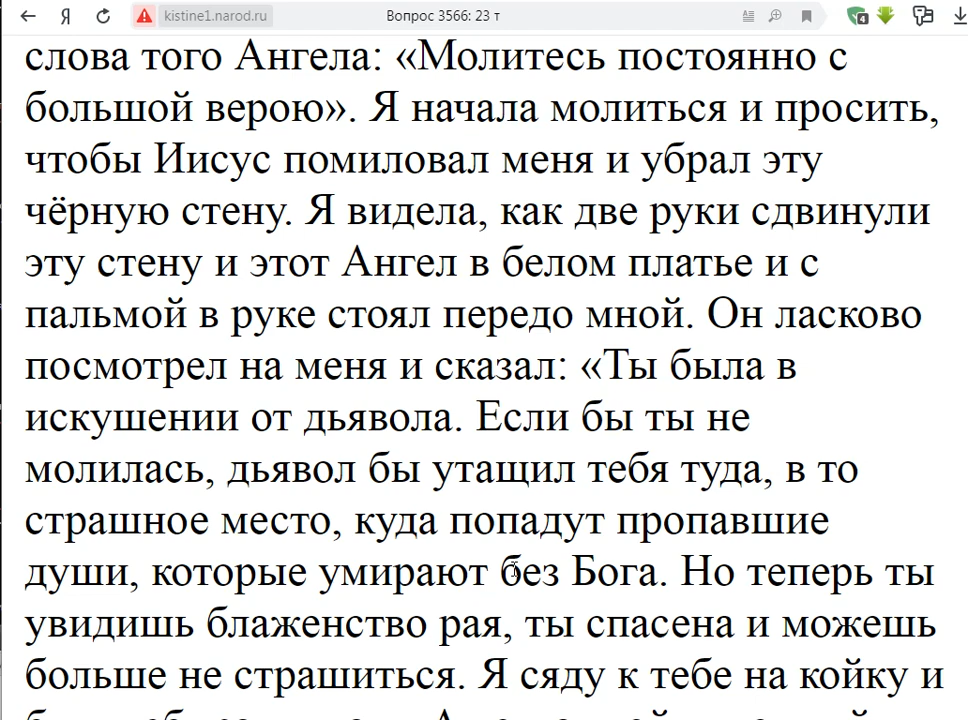 Я kistine1.narod.ru Вопрос 3566: 23 т 4
слова того Ангела: «Молитесь постоянно с
большой верою». Я начала молиться и просить,
чтобы Иисус помиловал меня и убрал эту
чёрную стену. Я видела, как две руки сдвинули
эту стену и этот Ангел в белом платье и с
пальмой в руке стоял передо мной. Он ласково
посмотрел на меня и сказал: «Ты была в
искушении от дьявола. Если бы ты не
молилась, дьявол бы утащил тебя туда, в то
страшное место, куда попадут пропавшие
души, которые умирают без Бога. Но теперь ты
увидишь блаженство рая, ты спасена и можешь
больше не страшиться. Я сяду к тебе на койку и